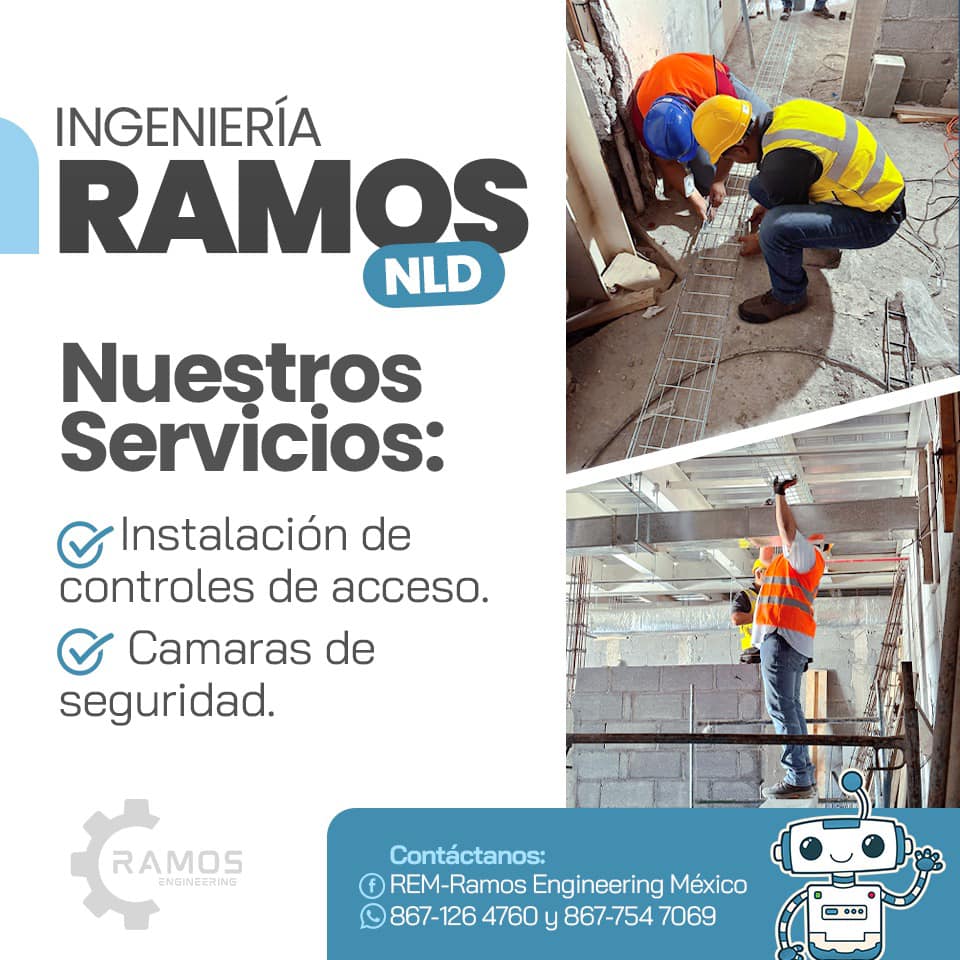 INGENIERÍA
RAMOS
NLD
Nuestros
Servicios:
Instalación de
controles de acceso.
Camaras de
seguridad.
RAMOS
ENGINEERING
Contáctanos:
REM-Ramos Engineering México
867-126 4760 y 867-754 7069